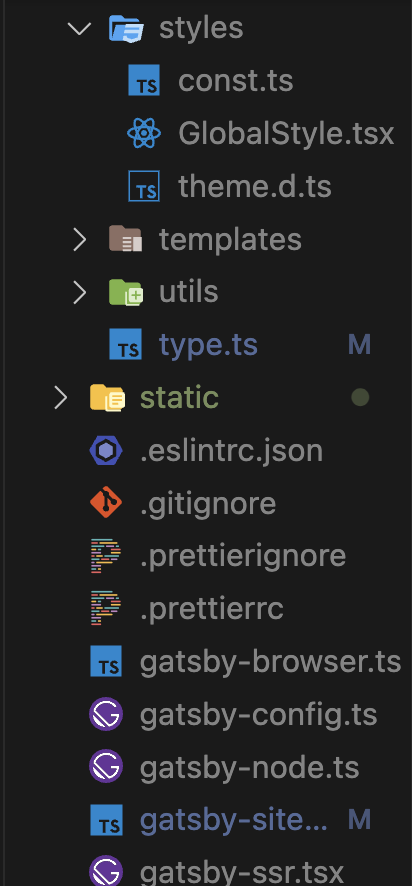 styles
TS const.ts
GlobalStyle.tsx
TS theme.d.ts
templates
utils
TS type.ts M
static
.eslintrc.json
.gitignore
.prettierignore
.prettierrc
TS gatsby-browser.ts
gatsby-config.ts
gatsby-node.ts
TS gatsby-site... M
gatsby-ssr.tsx